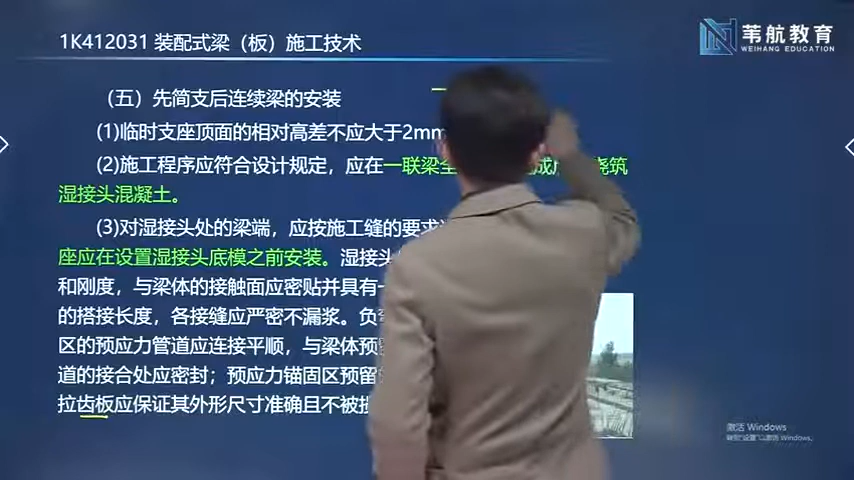 1K412031 装配式梁（板）施工技术
苇航教育
WEIHANG EDUCATION
（五）先简支后连续梁的安装
(1)临时支座顶面的相对高差不应大于2mm
(2)施工程序应符合设计规定，应在一联梁全
浇筑
湿接头混凝土。
(3)对湿接头处的梁端，应按施工缝的要求
座应在设置湿接头底模之前安装。湿接头
和刚度，与梁体的接触面应密贴并具有一
的搭接长度，各接缝应严密不漏浆。负
区的预应力管道应连接平顺，与梁体预
道的接合处应密封；预应力锚固区预留
拉齿板应保证其外形尺寸准确且不被
激活 Windows